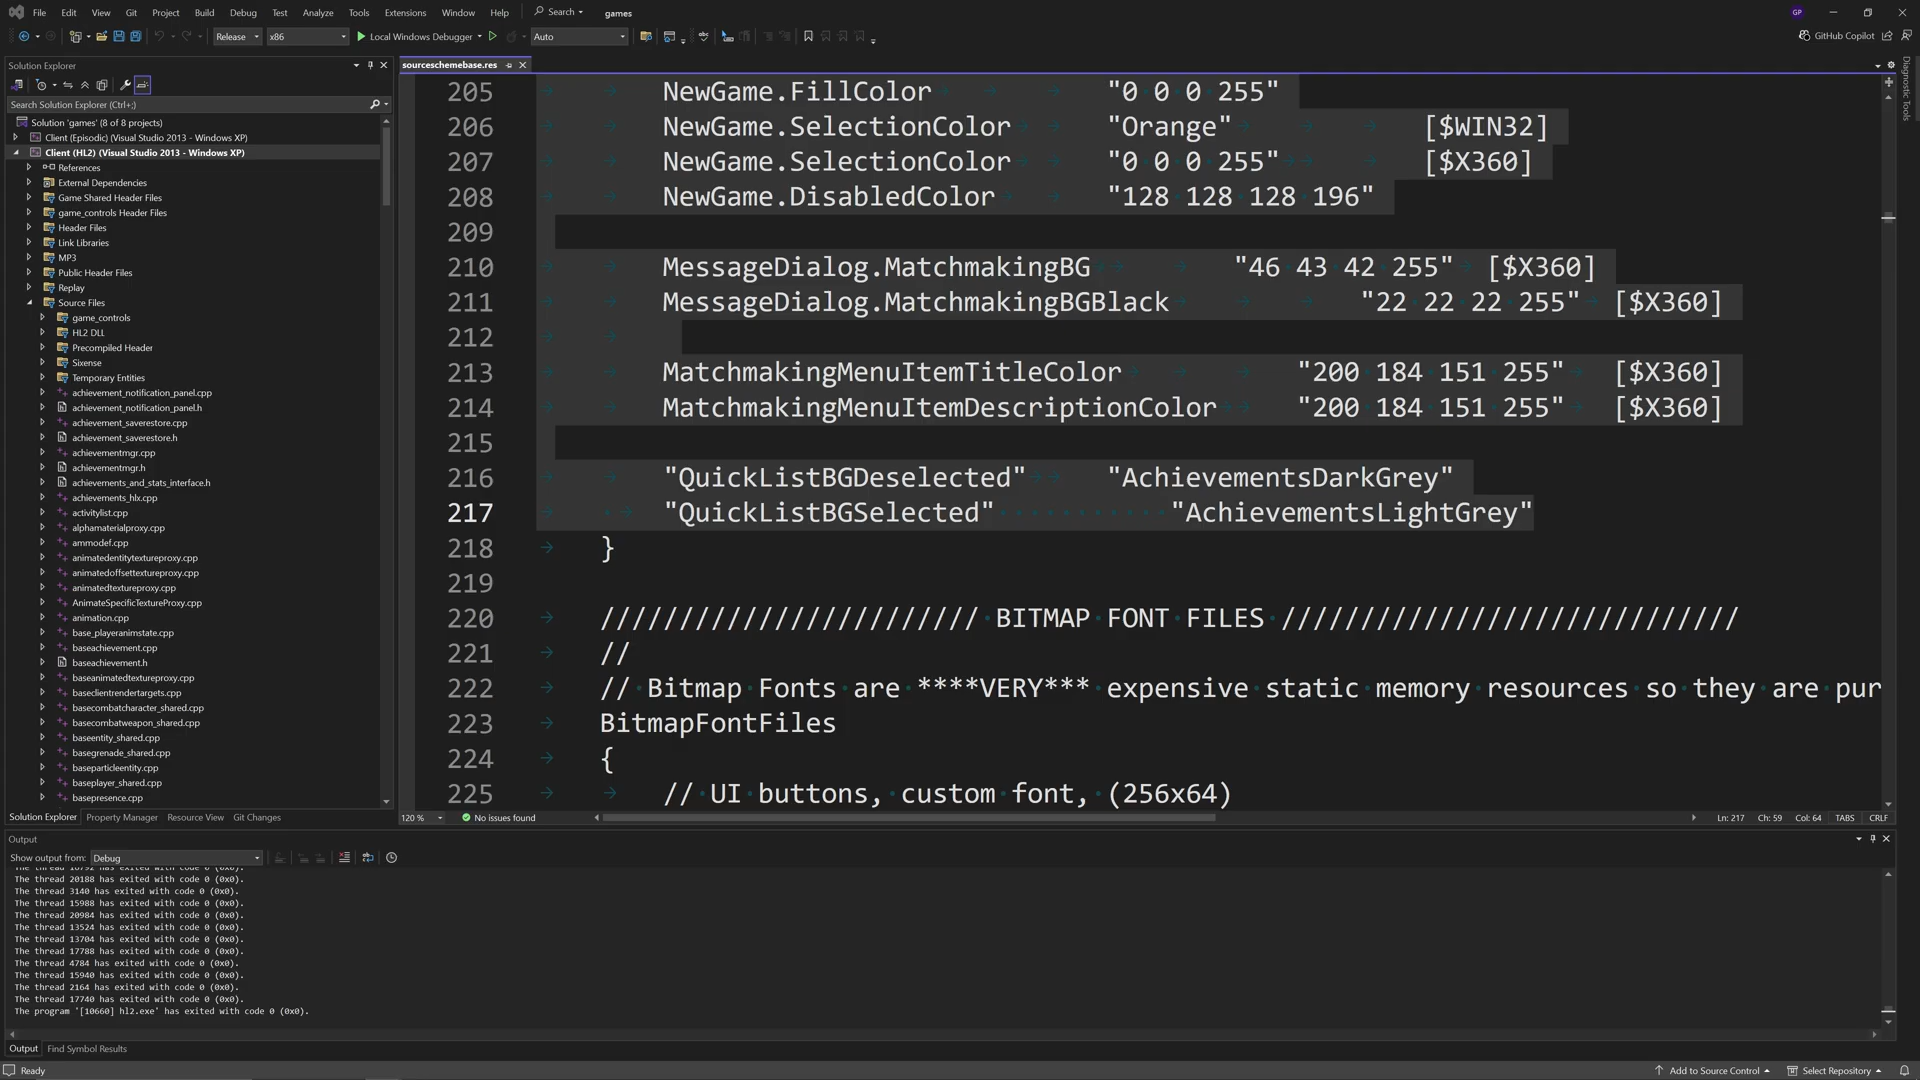 File Edit View Git Project Build Debug Test Analyze Tools Extensions Window Help Search games GP
Release x86 Local Windows Debugger Auto GitHub Copilot
Solution Explorer
Search Solution Explorer (Ctrl+;)
Solution 'games' (8 of 8 projects)
Client (Episodic) (Visual Studio 2013 - Windows XP)
Client (HL2) (Visual Studio 2013 - Windows XP)
References
External Dependencies
Game Shared Header Files
game_controls Header Files
Header Files
Link Libraries
MP3
Public Header Files
Replay
Source Files
game_controls
HL2 DLL
Precompiled Header
Sixense
Temporary Entities
achievement_notification_panel.cpp
achievement_notification_panel.h
achievement_saverestore.cpp
achievement_saverestore.h
achievementmgr.cpp
achievementmgr.h
achievements_and_stats_interface.h
achievements_hlx.cpp
activitylist.cpp
alphamaterialproxy.cpp
ammodef.cpp
animatedentitytextureproxy.cpp
animatedoffsettextureproxy.cpp
animatedtextureproxy.cpp
AnimateSpecificTextureProxy.cpp
animation.cpp
base_playeranimstate.cpp
baseachievement.cpp
baseachievement.h
baseanimatedtextureproxy.cpp
baseclientrendertargets.cpp
basecombatcharacter_shared.cpp
basecombatweapon_shared.cpp
baseentity_shared.cpp
basegrenade_shared.cpp
baseparticleentity.cpp
baseplayer_shared.cpp
basepresence.cpp
Solution Explorer Property Manager Resource View Git Changes
sourceschemebase.res
205 NewGame.FillColor "0 0 0 255"
206 NewGame.SelectionColor "Orange" [$WIN32]
207 NewGame.SelectionColor "0 0 0 255" [$X360]
208 NewGame.DisabledColor "128 128 128 196"
209
210 MessageDialog.MatchmakingBG "46 43 42 255" [$X360]
211 MessageDialog.MatchmakingBGBlack "22 22 22 255" [$X360]
212
213 MatchmakingMenuItemTitleColor "200 184 151 255" [$X360]
214 MatchmakingMenuItemDescriptionColor "200 184 151 255" [$X360]
215
216 "QuickListBGDeselected" "AchievementsDarkGrey"
217 "QuickListBGSelected" "AchievementsLightGrey"
218 }
219
220 //////////////////////// BITMAP FONT FILES /////////////////////////////
221 //
222 // Bitmap Fonts are ****VERY*** expensive static memory resources so they are pur
223 BitmapFontFiles
224 {
225 // UI buttons, custom font, (256x64)
120 % No issues found Ln: 217 Ch: 59 Col: 64 TABS CRLF
Diagnostic Tools
Output
Show output from: Debug
The thread 16792 has exited with code 0 (0x0).
The thread 20188 has exited with code 0 (0x0).
The thread 3140 has exited with code 0 (0x0).
The thread 15988 has exited with code 0 (0x0).
The thread 20984 has exited with code 0 (0x0).
The thread 13524 has exited with code 0 (0x0).
The thread 13704 has exited with code 0 (0x0).
The thread 17788 has exited with code 0 (0x0).
The thread 4784 has exited with code 0 (0x0).
The thread 15940 has exited with code 0 (0x0).
The thread 2164 has exited with code 0 (0x0).
The thread 17740 has exited with code 0 (0x0).
The program '[10660] hl2.exe' has exited with code 0 (0x0).
Output Find Symbol Results
Ready Add to Source Control Select Repository